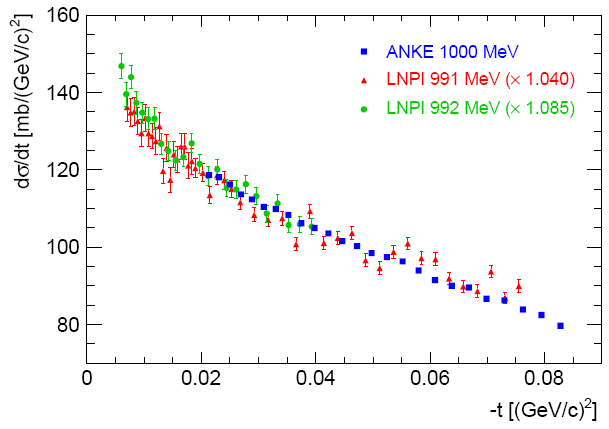 160
140
120
100
80
dσ/dt [mb/(GeV/c)²]
ANKE 1000 MeV
LNPI 991 MeV (× 1.040)
LNPI 992 MeV (× 1.085)
0 0.02 0.04 0.06 0.08
-t [(GeV/c)²]